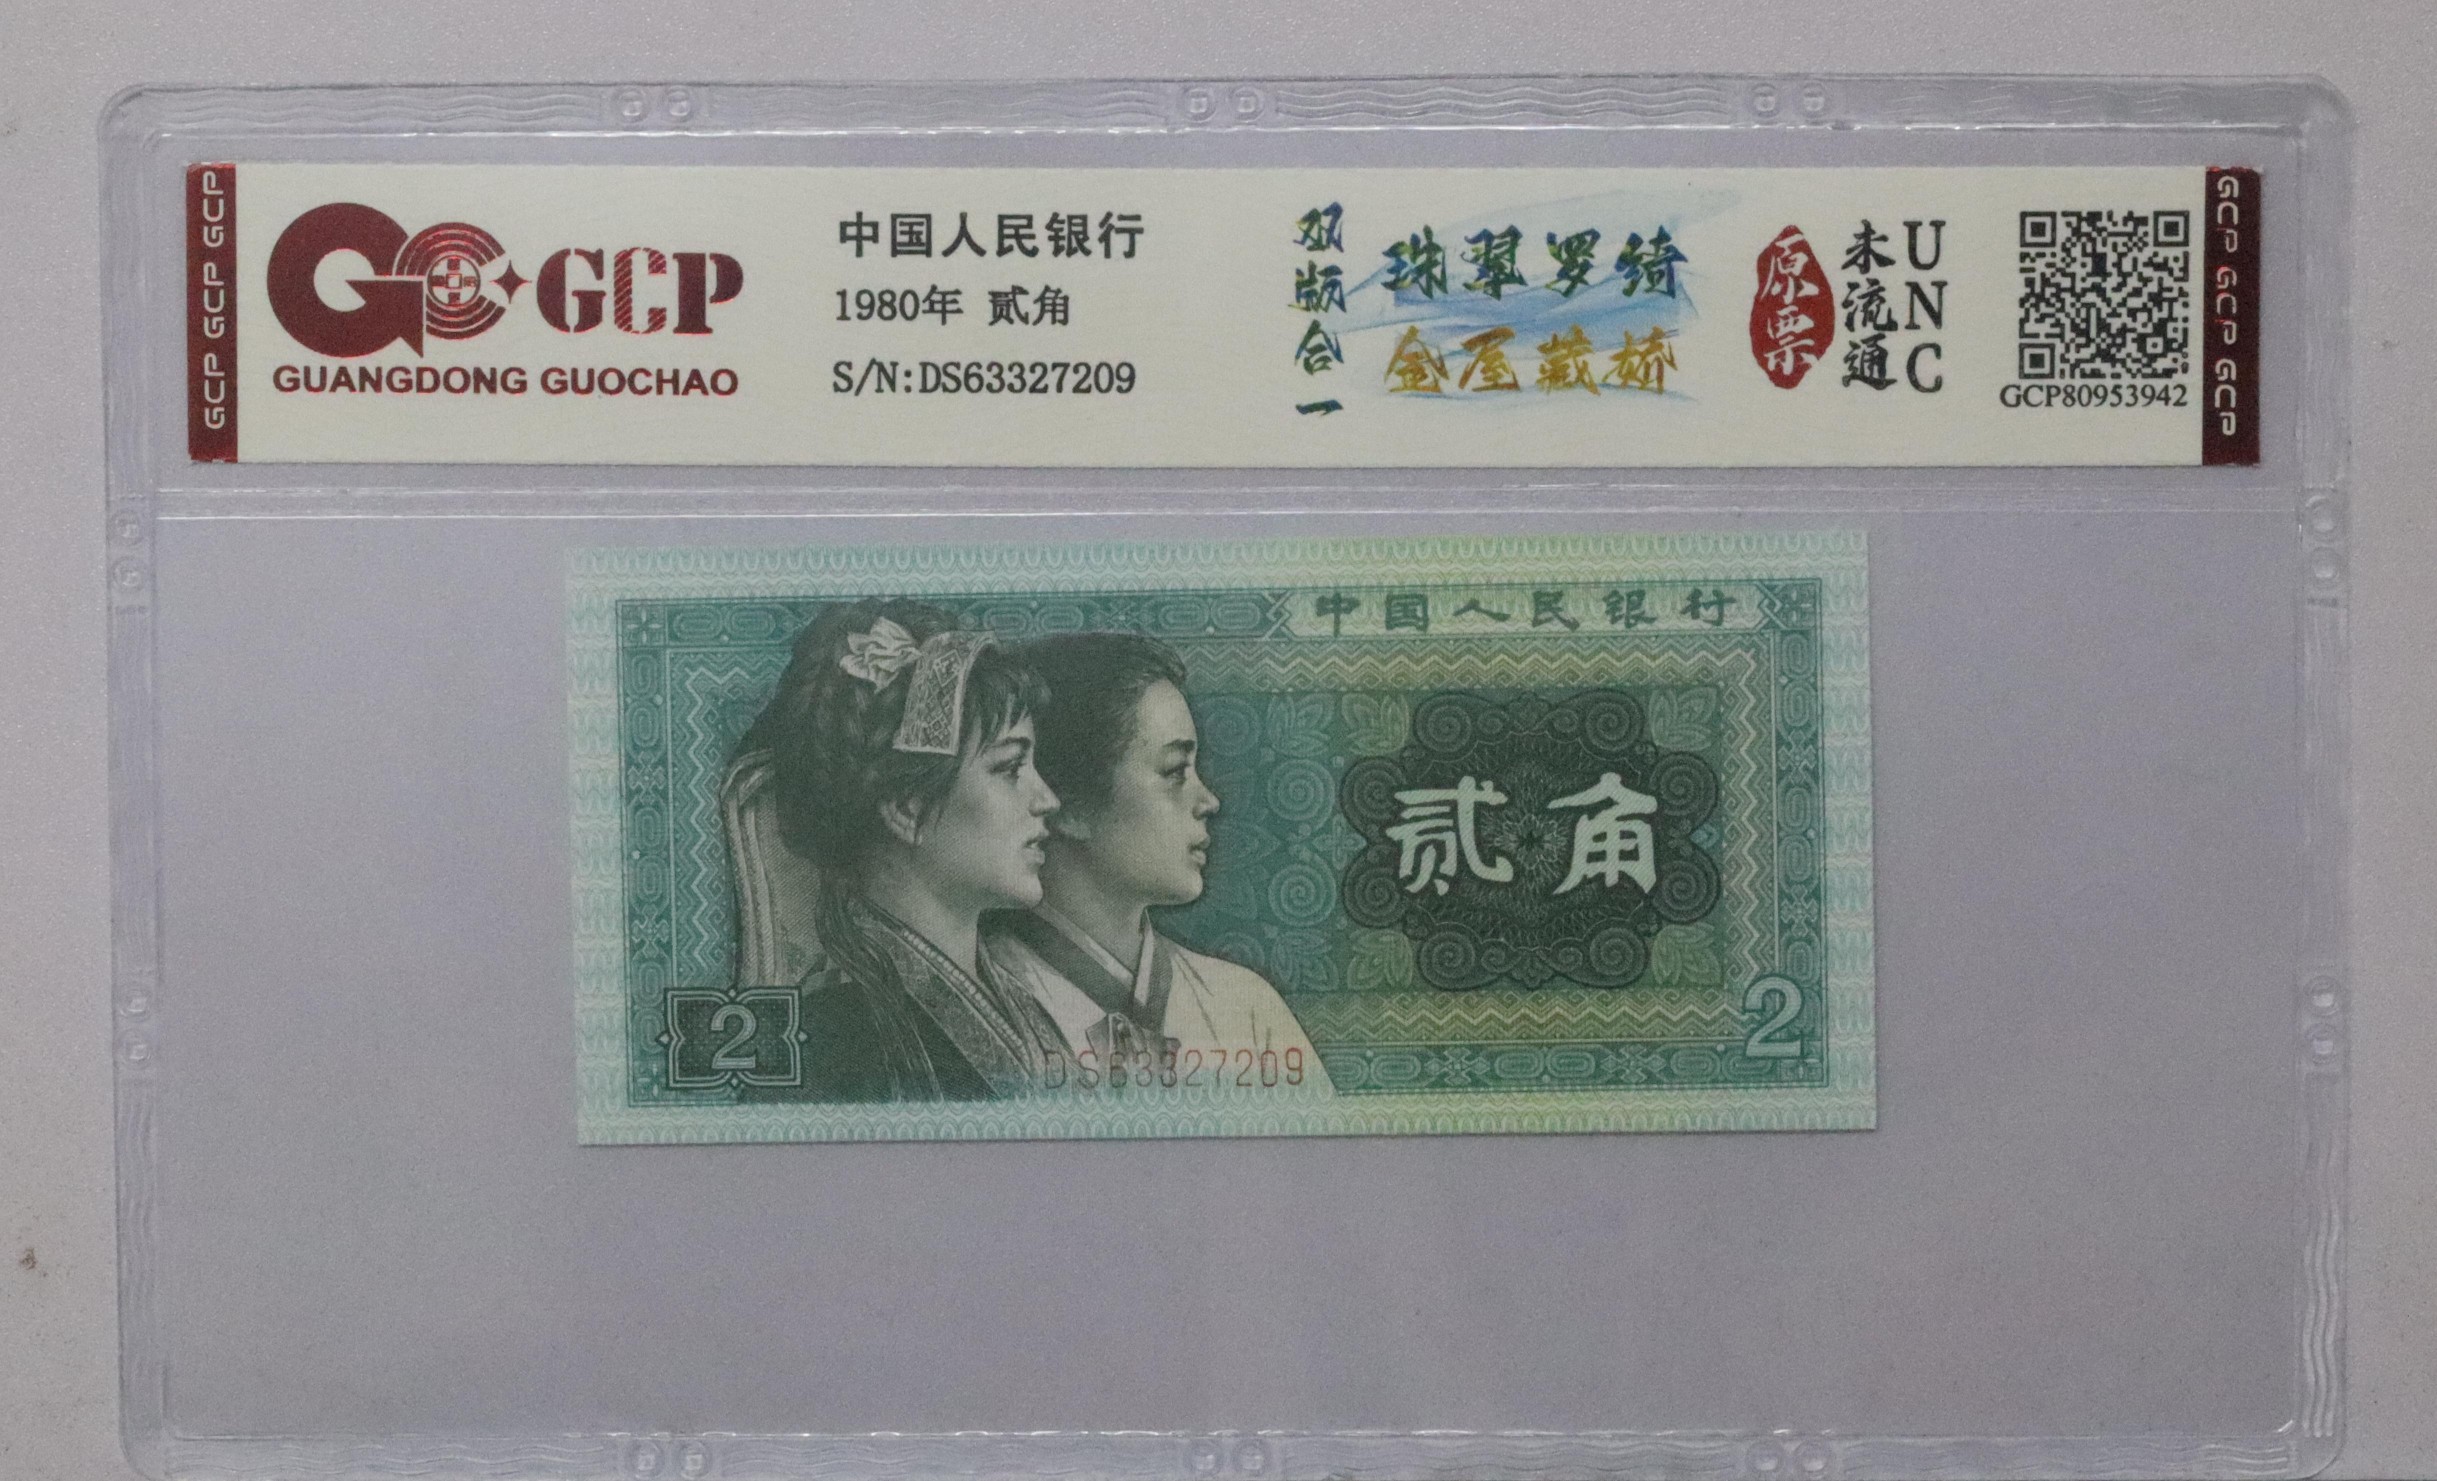 GCP GCP GCP
GCP
GUANGDONG GUOCHAO
中国人民银行
1980年 贰角
S/N:DS63327209
双版合一
珠翠罗绮
金屋藏娇
原票
未流通
UNC
GCP80953942
GCP GCP GCP
中国人民银行
贰角
2
2
DS63327209